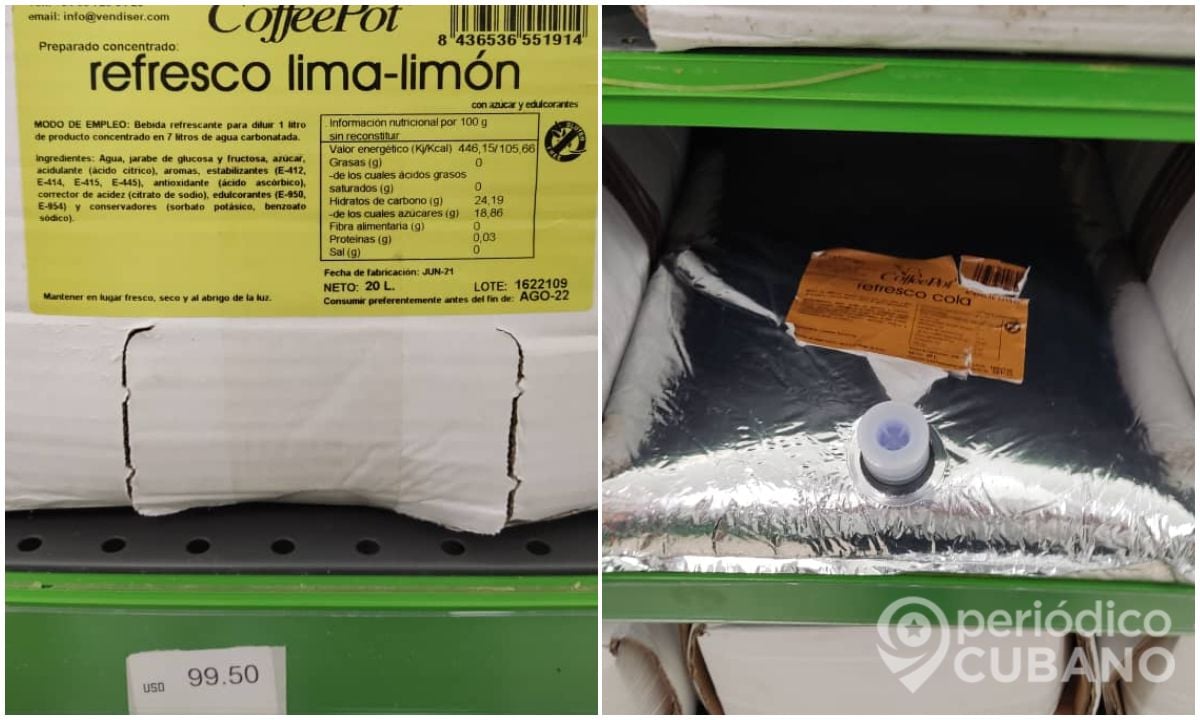 email: info@vendiser.com
CoffeePot
8 436536 551914
Preparado concentrado:
refresco lima-limón
con azúcar y edulcorantes
MODO DE EMPLEO: Bebida refrescante para diluir 1 litro
de producto concentrado en 7 litros de agua carbonatada.
Ingredientes: Agua, jarabe de glucosa y fructosa, azúcar,
acidulante (ácido cítrico), aromas, estabilizantes (E-412,
E-414, E-415, E-445), antioxidante (ácido ascórbico),
corrector de acidez (citrato de sodio), edulcorantes (E-950,
E-954) y conservadores (sorbato potásico, benzoato
sódico).
Información nutricional por 100 g
sin reconstituir
Valor energético (Kj/Kcal) 446,15/105,66
Grasas (g) 0
-de los cuales ácidos grasos
saturados (g) 0
Hidratos de carbono (g) 24,19
-de los cuales azúcares (g) 18,86
Fibra alimentaria (g) 0
Proteinas (g) 0,03
Sal (g) 0
Fecha de fabricación: JUN-21
NETO: 20 L. LOTE: 1622109
Mantener en lugar fresco, seco y al abrigo de la luz.
Consumir preferentemente antes del fin de: AGO-22
USD 99.50
CoffeePot
refresco cola
periódico
CUBANO